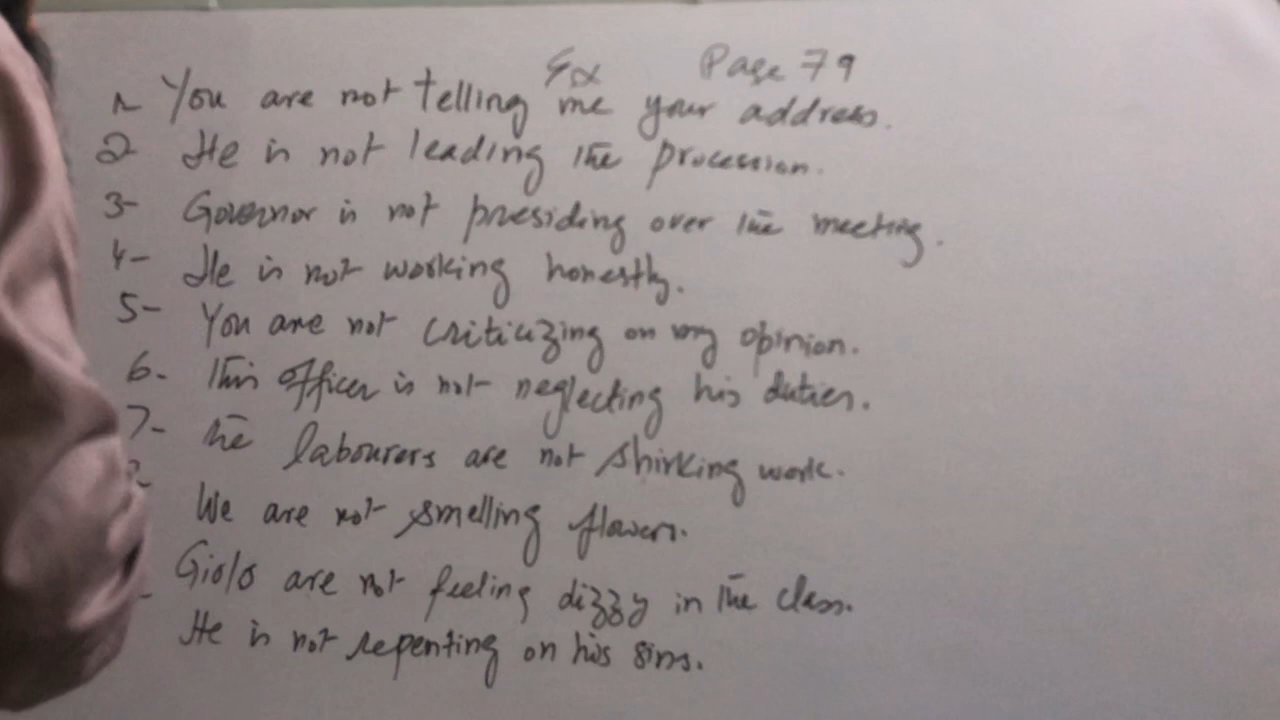 Ex Page 79
1- You are not telling me your address.
2- He is not leading the procession.
3- Governor is not presiding over the meeting.
4- He is not working honestly.
5- You are not criticizing on my opinion.
6- This officer is not neglecting his duties.
7- The labourers are not shirking work.
We are not smelling flowers.
Girls are not feeling dizzy in the class.
He is not repenting on his sins.